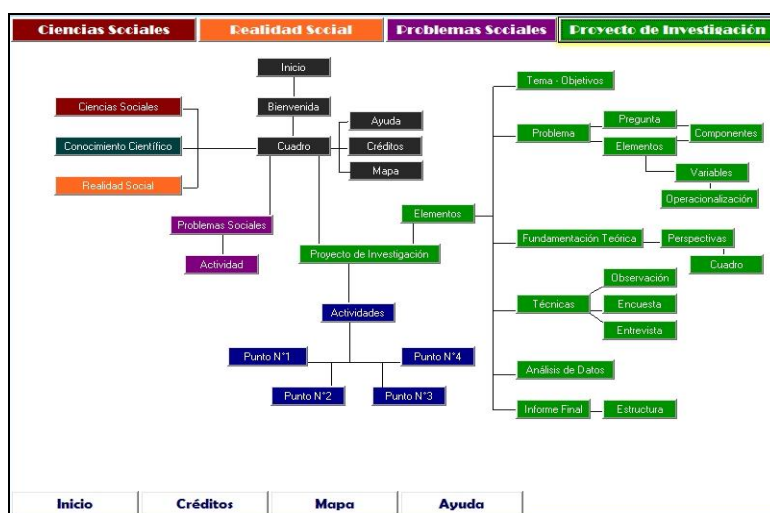 Ciencias Sociales
Realidad Social
Problemas Sociales
Proyecto de Investigación
Inicio
Bienvenida
Cuadro
Ciencias Sociales
Conocimiento Científico
Realidad Social
Ayuda
Créditos
Mapa
Problemas Sociales
Actividad
Proyecto de Investigación
Actividades
Punto N°1
Punto N°2
Punto N°3
Punto N°4
Elementos
Tema - Objetivos
Problema
Pregunta
Elementos
Componentes
Variables
Operacionalización
Fundamentación Teórica
Perspectivas
Cuadro
Técnicas
Observación
Encuesta
Entrevista
Análisis de Datos
Informe Final
Estructura
Inicio
Créditos
Mapa
Ayuda